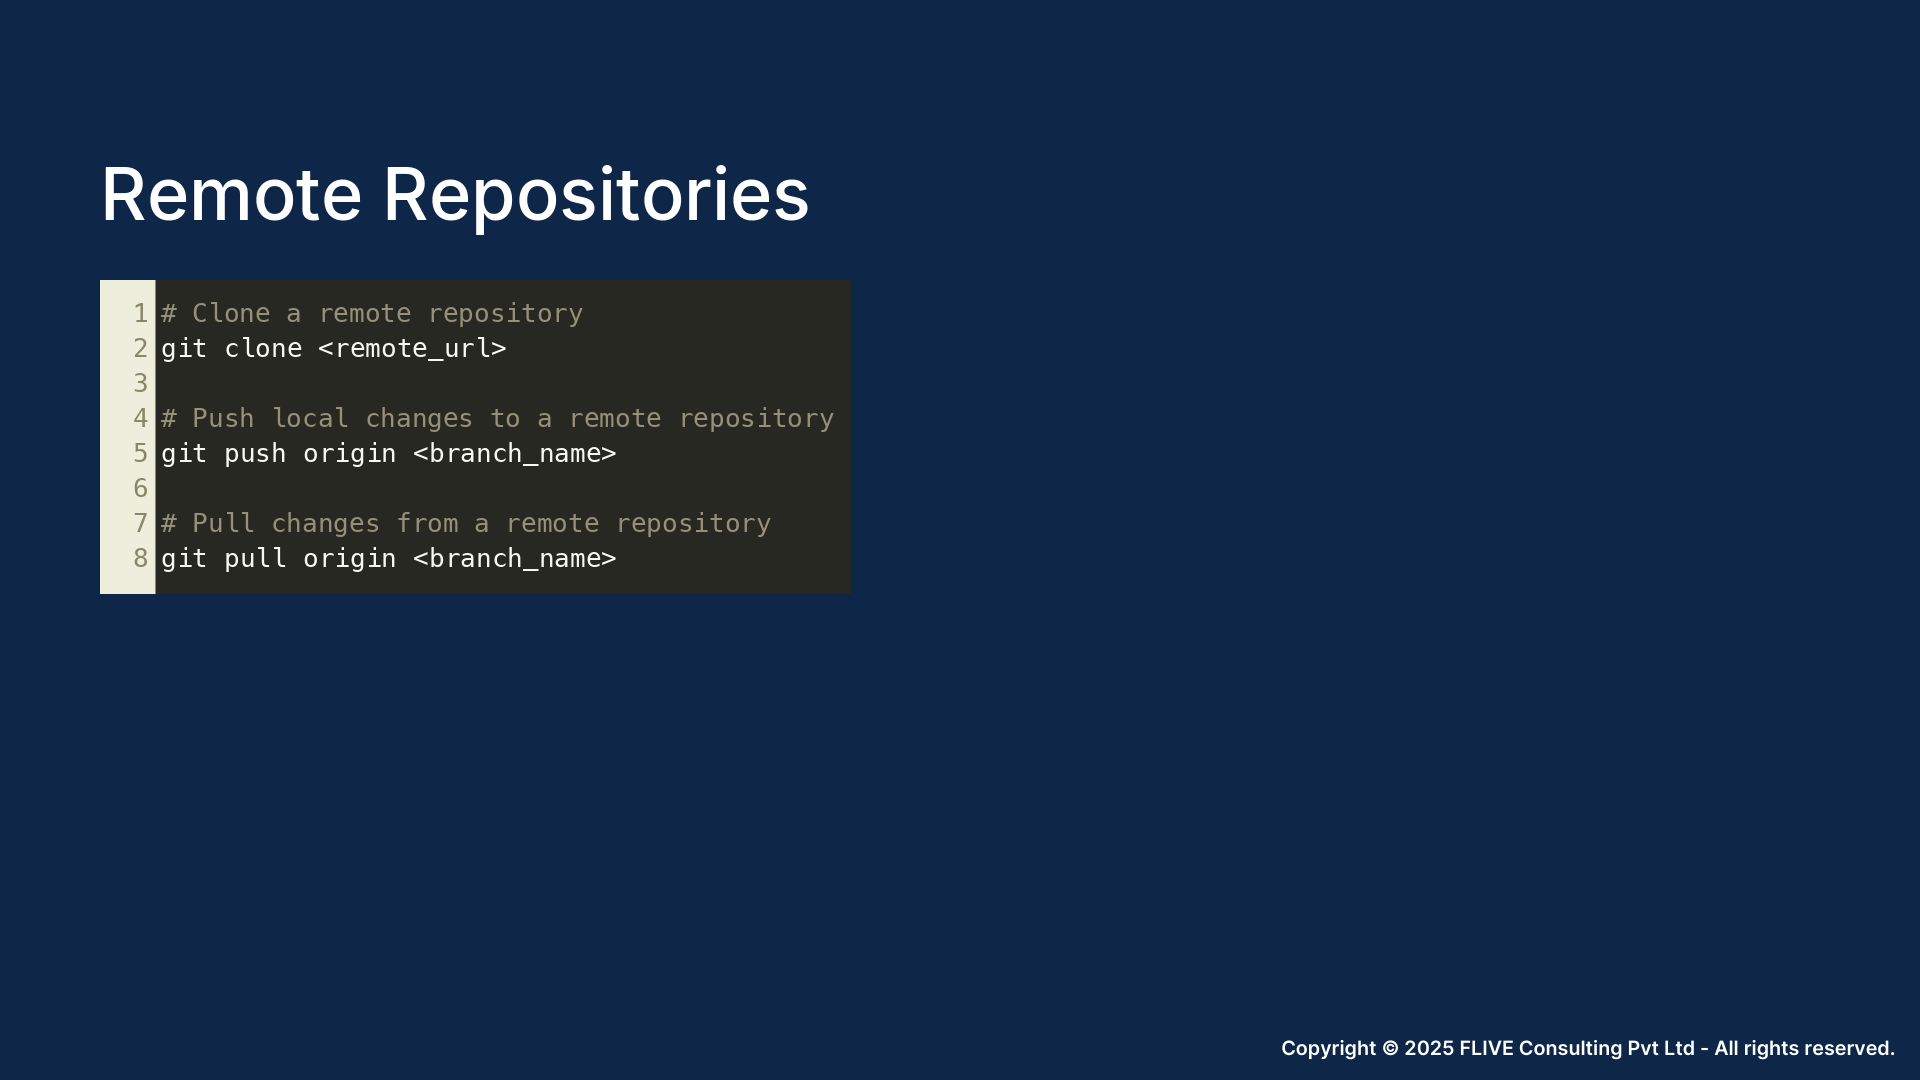 Remote Repositories
1 # Clone a remote repository
2 git clone <remote_url>
3
4 # Push local changes to a remote repository
5 git push origin <branch_name>
6
7 # Pull changes from a remote repository
8 git pull origin <branch_name>
Copyright © 2025 FLIVE Consulting Pvt Ltd - All rights reserved.